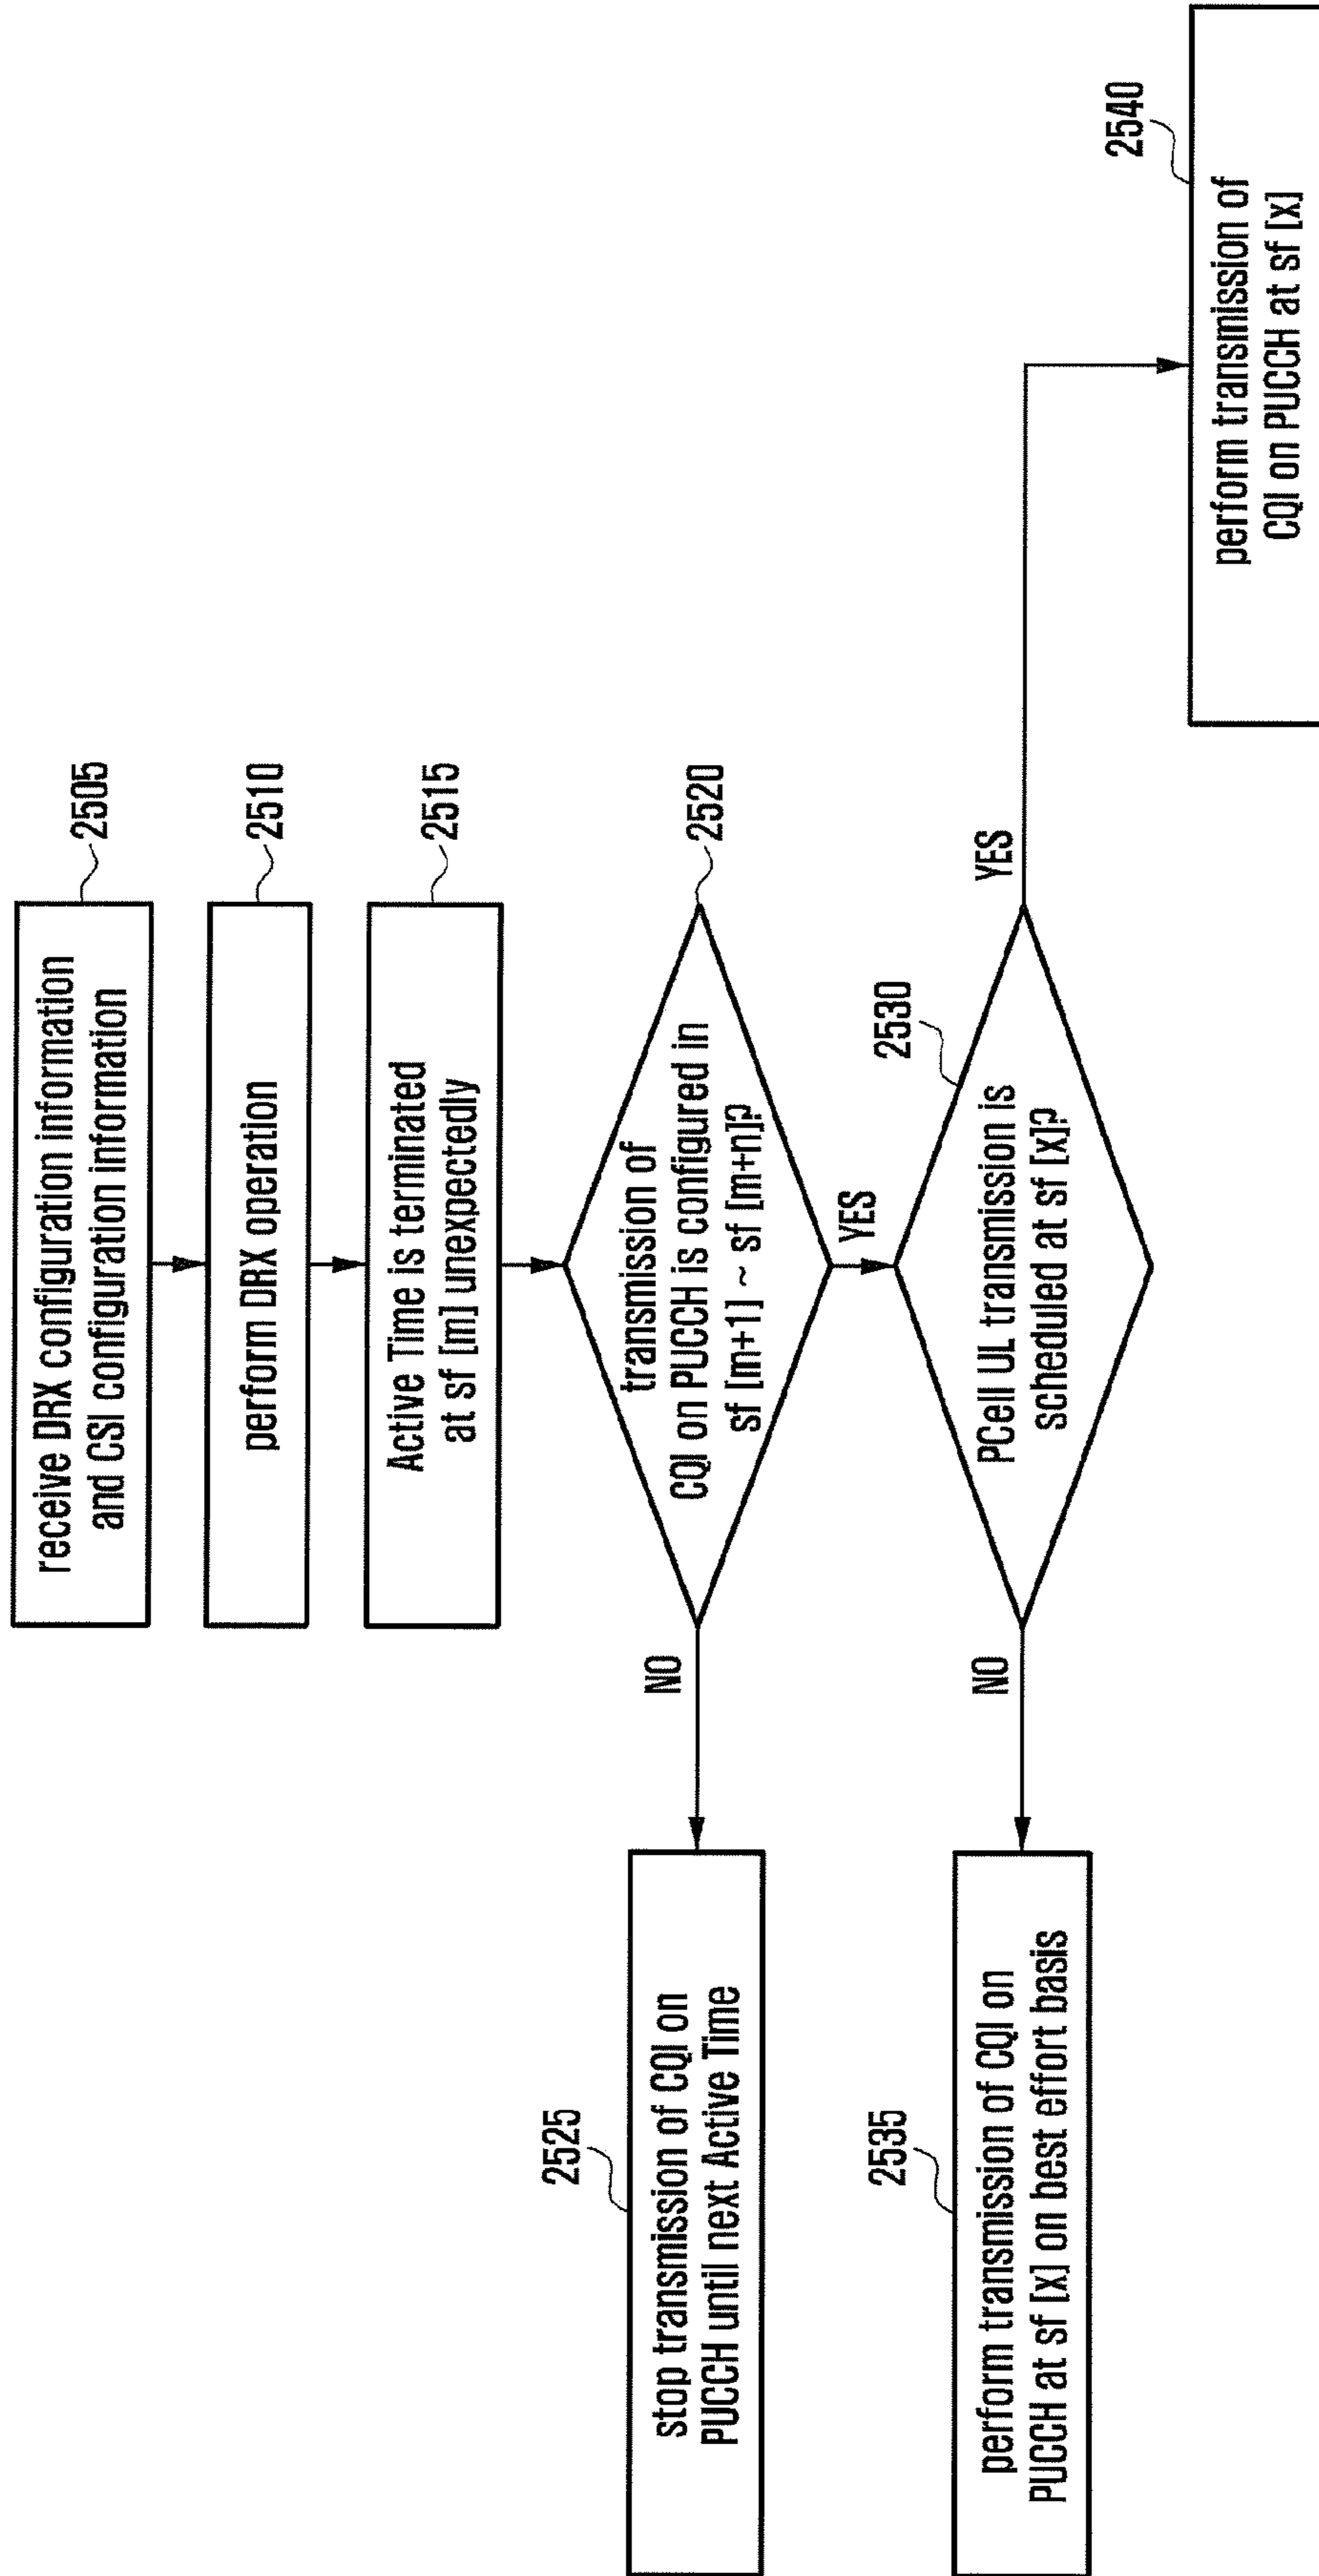 receive DRX configuration information
and CSI configuration information
2505
perform DRX operation
2510
Active Time is terminated
at sf [m] unexpectedly
2515
transmission of
CQI on PUCCH is configured in
sf [m+1] ~ sf [m+n]?
2520
NO
YES
2525
stop transmission of CQI on
PUCCH until next Active Time
2530
PCell UL transmission is
scheduled at sf [x]?
NO
YES
2535
perform transmission of CQI on
PUCCH at sf [x] on best effort basis
2540
perform transmission of
CQI on PUCCH at sf [x]